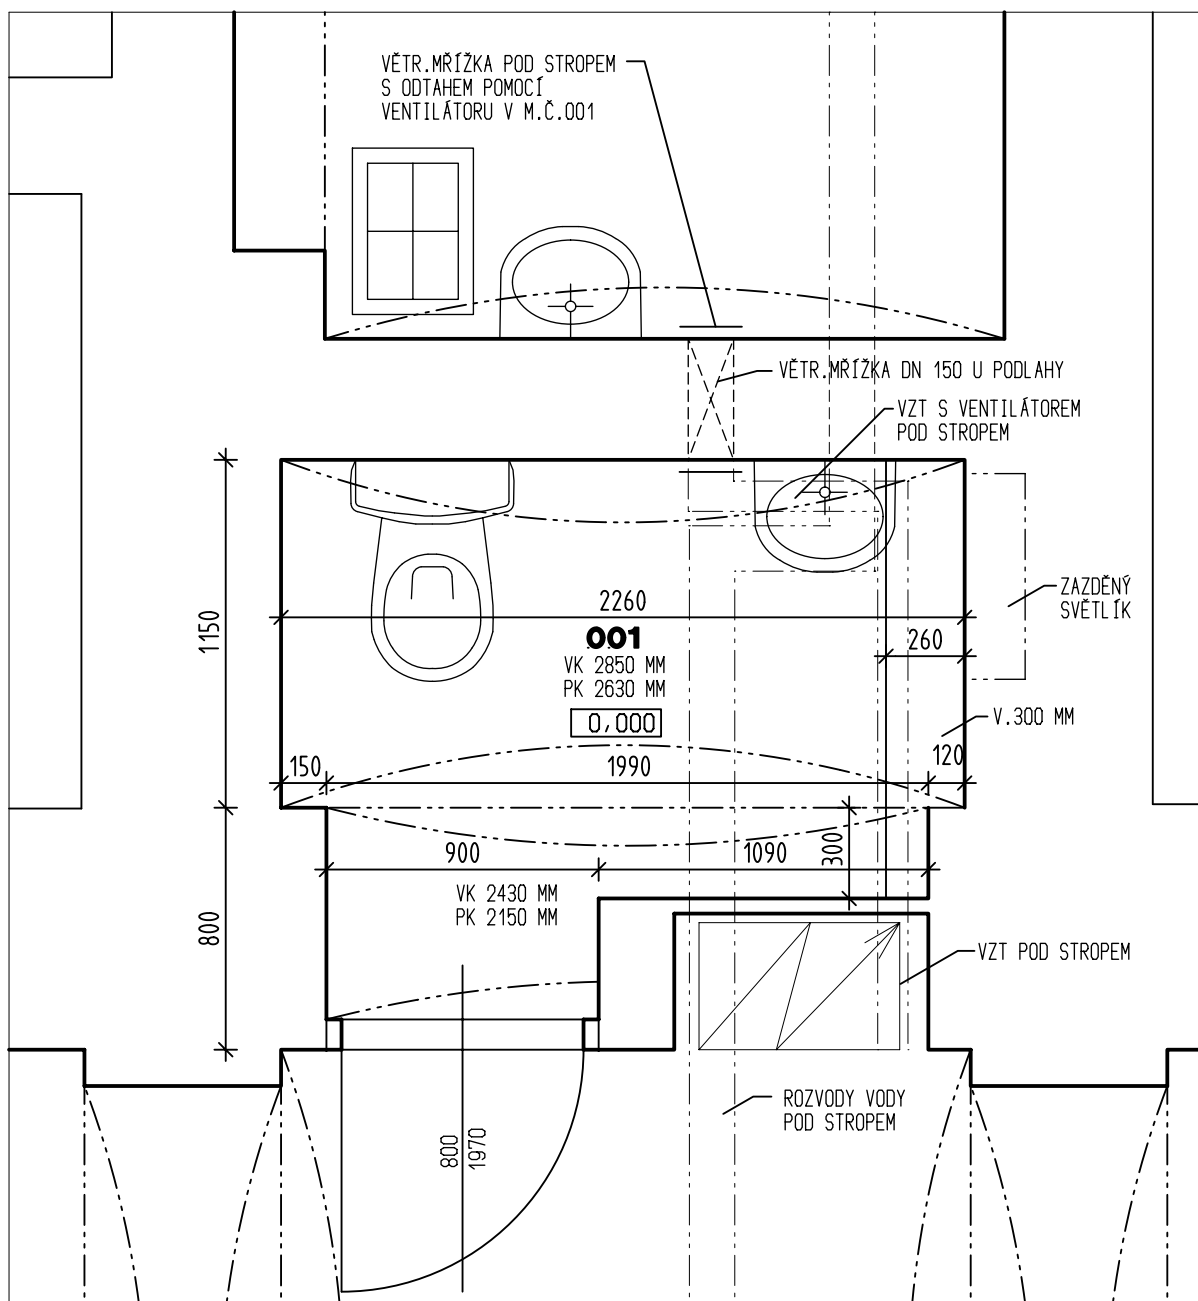 VĚTR.MŘÍŽKA POD STROPEM
S ODTAHEM POMOCÍ
VENTILÁTORU V M.Č.001
VĚTR.MŘÍŽKA DN 150 U PODLAHY
VZT S VENTILÁTOREM
POD STROPEM
ZAZDĚNÝ
SVĚTLÍK
2260
001
VK 2850 MM
PK 2630 MM
0,000
260
V.300 MM
1150
150
1990
120
900
1090
300
VK 2430 MM
PK 2150 MM
800
VZT POD STROPEM
ROZVODY VODY
POD STROPEM
800
1970